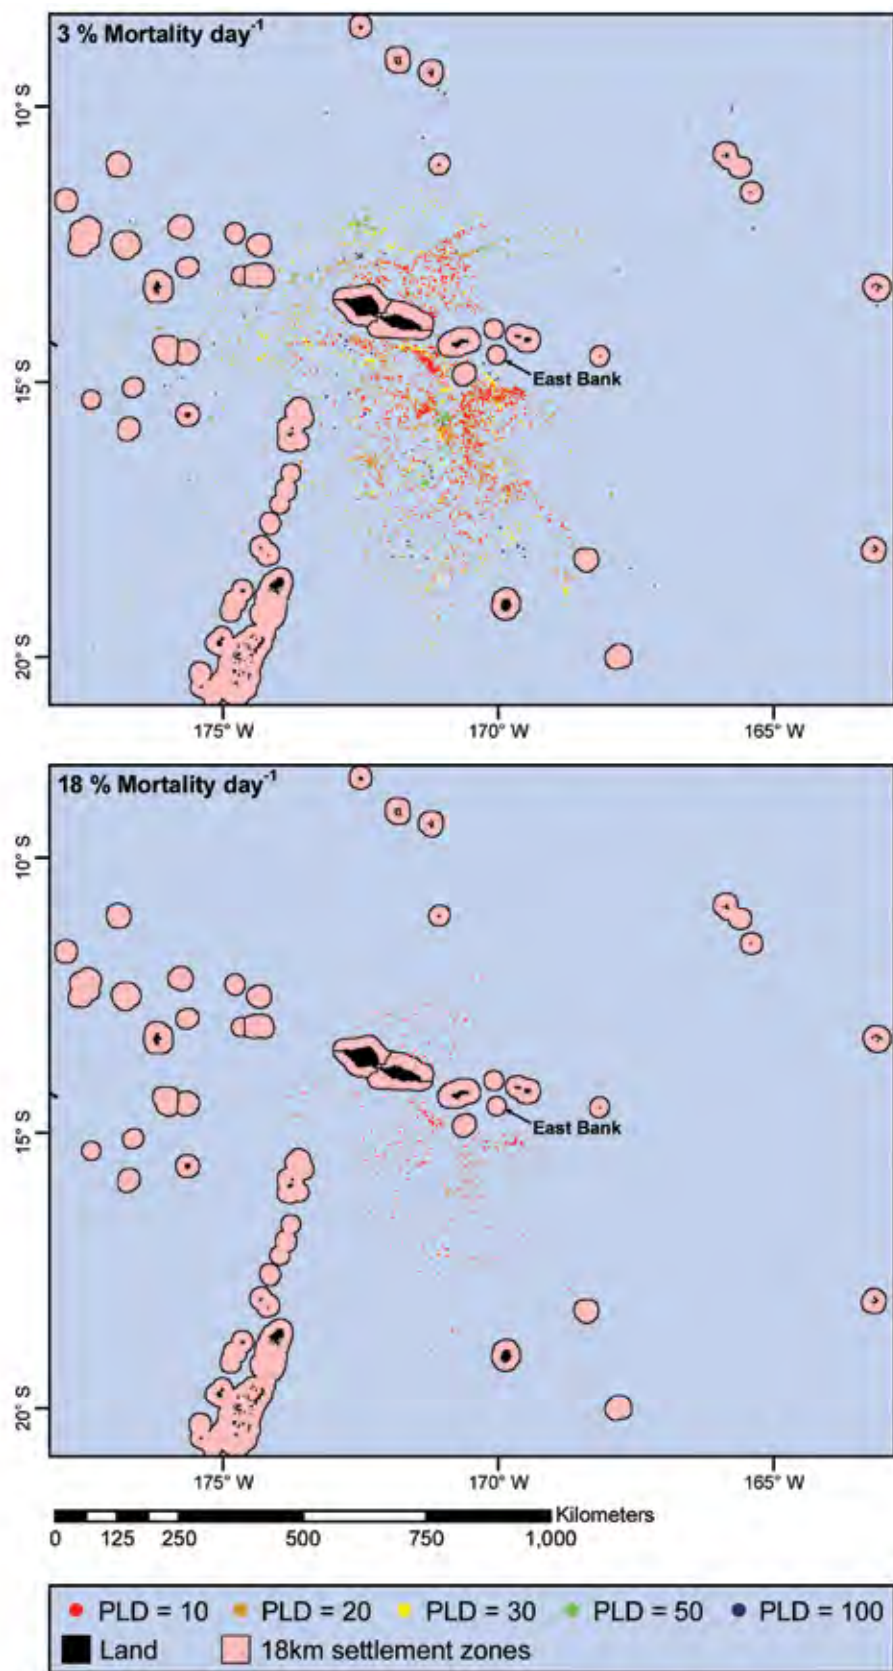 3 % Mortality day-1
10° S
15° S
East Bank
20° S
175° W 170° W 165° W
18 % Mortality day-1
10° S
15° S
East Bank
20° S
175° W 170° W 165° W
Kilometers
0 125 250 500 750 1,000
PLD = 10 PLD = 20 PLD = 30 PLD = 50 PLD = 100
Land 18km settlement zones